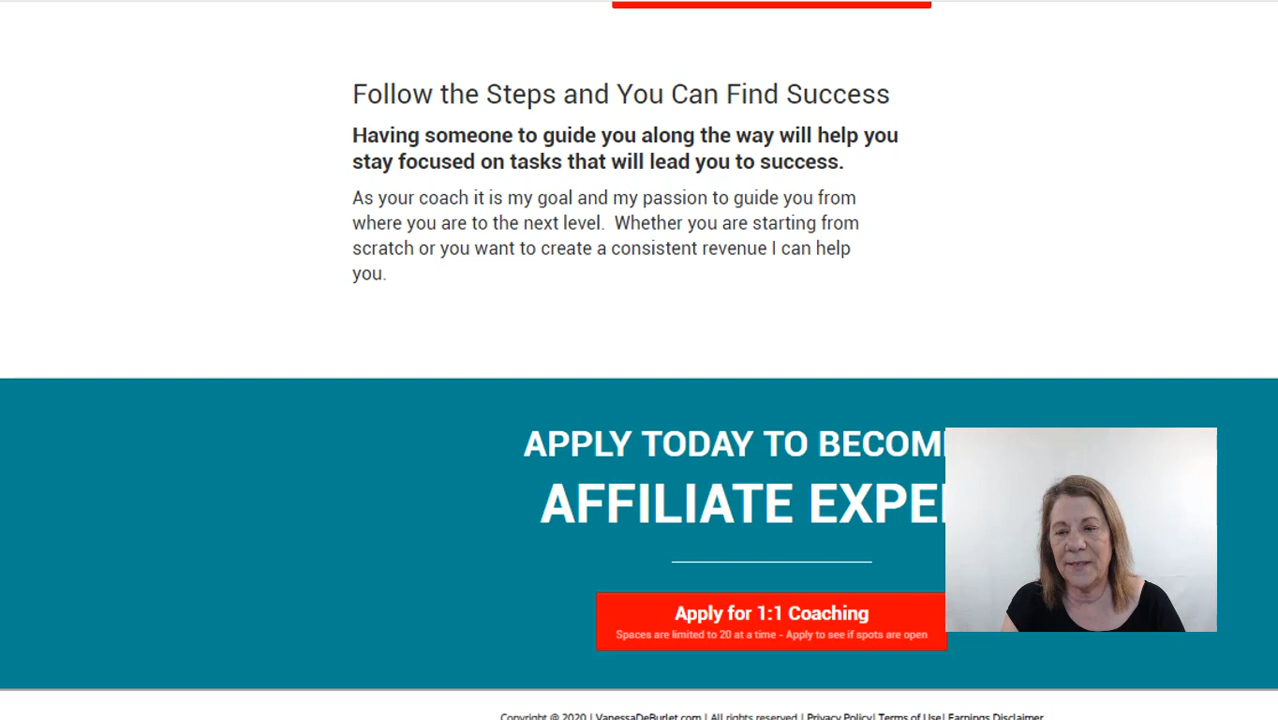 Follow the Steps and You Can Find Success
Having someone to guide you along the way will help you
stay focused on tasks that will lead you to success.
As your coach it is my goal and my passion to guide you from
where you are to the next level.  Whether you are starting from
scratch or you want to create a consistent revenue I can help
you.
APPLY TODAY TO BECOM
AFFILIATE EXPE
Apply for 1:1 Coaching
Spaces are limited to 20 at a time - Apply to see if spots are open
Copyright @ 2020 | VanessaDeBurlet.com | All rights reserved | Privacy Policy| Terms of Use| Earnings Disclaimer